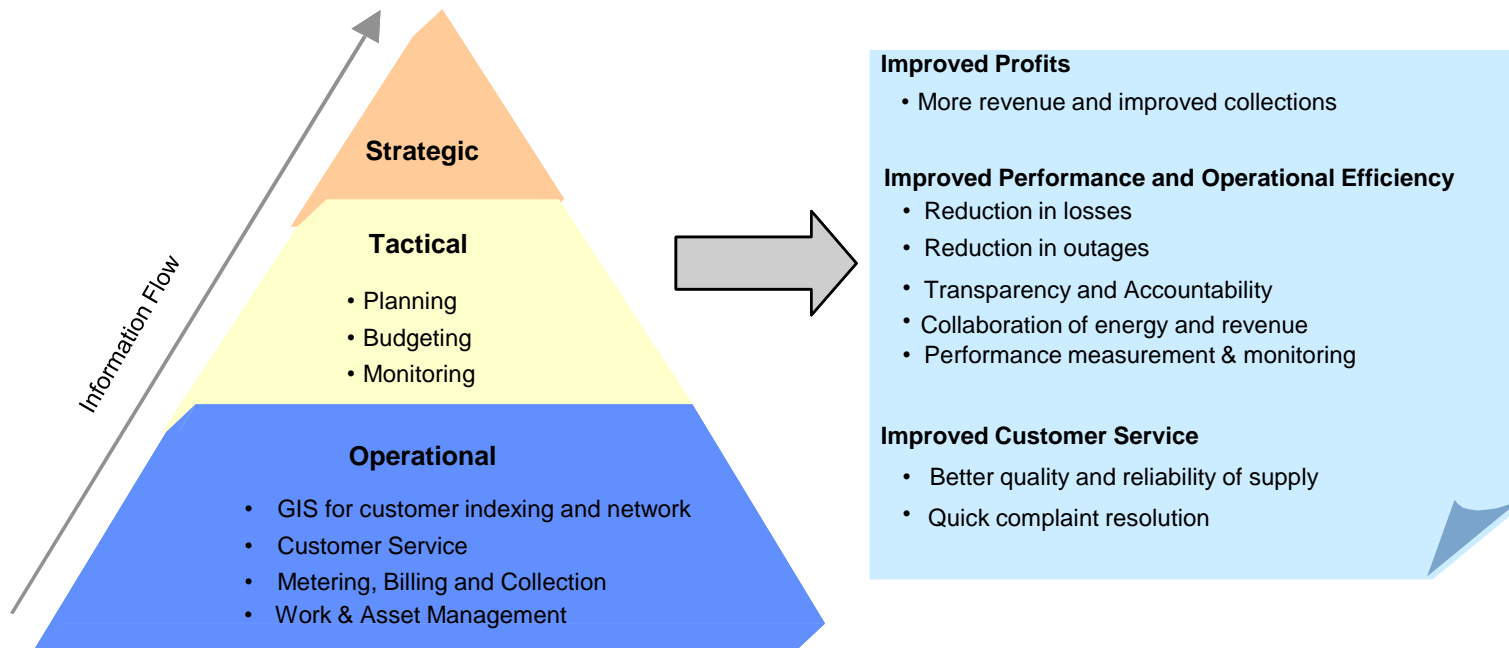 Information Flow
Strategic
Tactical
• Planning
• Budgeting
• Monitoring
Operational
• GIS for customer indexing and network
• Customer Service
• Metering, Billing and Collection
• Work & Asset Management
Improved Profits
• More revenue and improved collections
Improved Performance and Operational Efficiency
• Reduction in losses
• Reduction in outages
• Transparency and Accountability
• Collaboration of energy and revenue
• Performance measurement & monitoring
Improved Customer Service
• Better quality and reliability of supply
• Quick complaint resolution